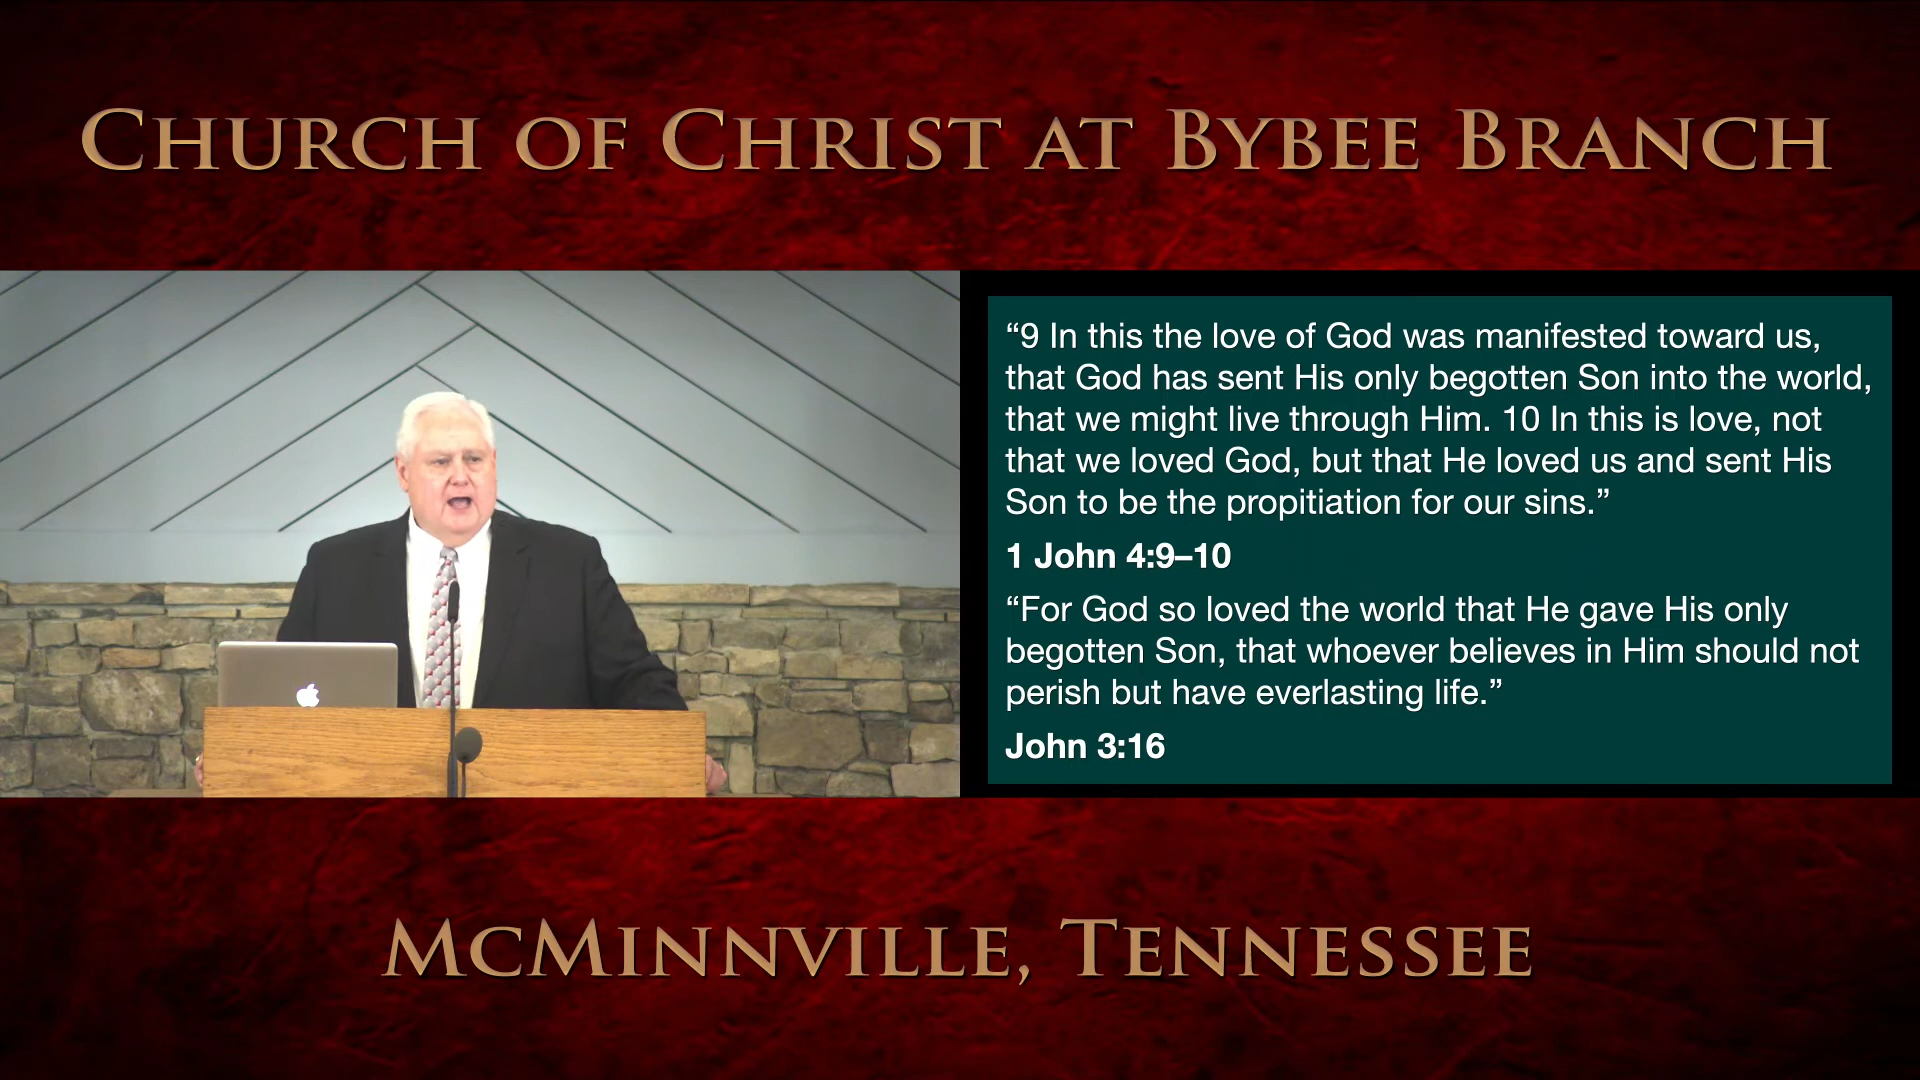 Church of Christ at Bybee Branch
“9 In this the love of God was manifested toward us,
that God has sent His only begotten Son into the world,
that we might live through Him. 10 In this is love, not
that we loved God, but that He loved us and sent His
Son to be the propitiation for our sins.”
1 John 4:9–10
“For God so loved the world that He gave His only
begotten Son, that whoever believes in Him should not
perish but have everlasting life.”
John 3:16
McMinnville, Tennessee